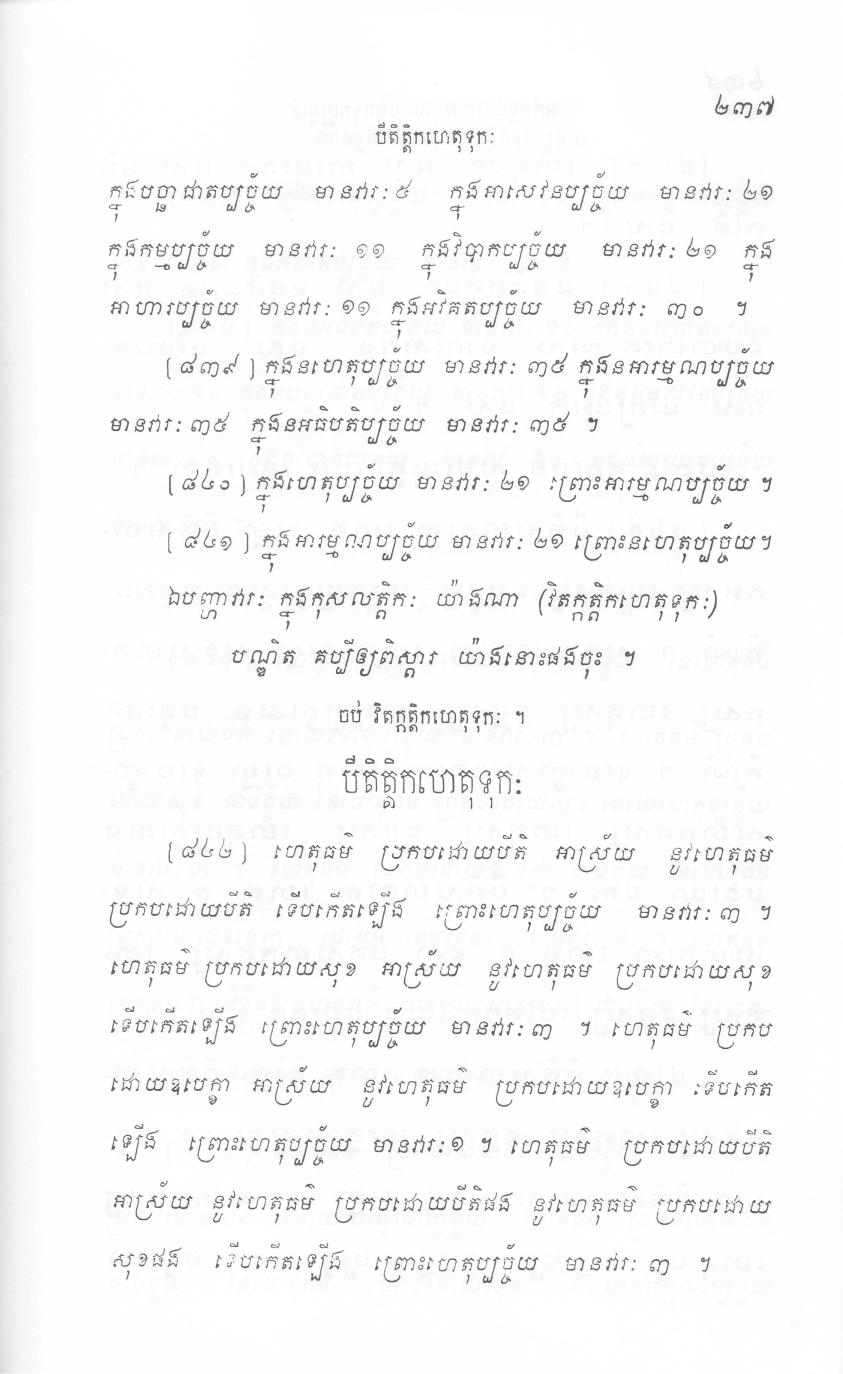 ២៣៧
បីតិត្តិកហេតុទុកៈ
ក្នុងបច្ឆាជាតប្បច្ច័យ មានវារៈ ៥ ក្នុងអាសេវនប្បច្ច័យ មានវារៈ ២១
ក្នុងកម្មប្បច្ច័យ មានវារៈ ១១ ក្នុងវិបាកប្បច្ច័យ មានវារៈ ២១ ក្នុង
អាហារប្បច្ច័យ មានវារៈ ១១ ក្នុងអវិគតប្បច្ច័យ មានវារៈ ៣០ ។
[៨៣៩] ក្នុងនហេតុប្បច្ច័យ មានវារៈ ៣៥ ក្នុងនអារម្មណប្បច្ច័យ
មានវារៈ ៣៥ ក្នុងនអធិបតិប្បច្ច័យ មានវារៈ ៣៥ ។
[៨៤០] ក្នុងហេតុប្បច្ច័យ មានវារៈ ២១ ព្រោះអារម្មណប្បច្ច័យ ។
[៨៤១] ក្នុងអារម្មណប្បច្ច័យ មានវារៈ ២១ ព្រោះនហេតុប្បច្ច័យ។
ឯបញ្ហាវារៈ ក្នុងកុសលត្តិកៈ យ៉ាងណា (វិតក្កត្តិកហេតុទុកៈ)
បណ្ឌិត គប្បីឲ្យពិស្តារ យ៉ាងនោះផងចុះ ។
ចប់ វិតក្កត្តិកហេតុទុកៈ ។
បីតិត្តិកហេតុទុកៈ
[៨៤២] ហេតុធម៌ ប្រកបដោយបីតិ អាស្រ័យ នូវហេតុធម៌
ប្រកបដោយបីតិ ទើបកើតឡើង ព្រោះហេតុប្បច្ច័យ មានវារៈ ៣ ។
ហេតុធម៌ ប្រកបដោយសុខ អាស្រ័យ នូវហេតុធម៌ ប្រកបដោយសុខ
ទើបកើតឡើង ព្រោះហេតុប្បច្ច័យ មានវារៈ ៣ ។ ហេតុធម៌ ប្រកប
ដោយឧបេក្ខា អាស្រ័យ នូវហេតុធម៌ ប្រកបដោយឧបេក្ខា ទើបកើត
ឡើង ព្រោះហេតុប្បច្ច័យ មានវារៈ ១ ។ ហេតុធម៌ ប្រកបដោយបីតិ
អាស្រ័យ នូវហេតុធម៌ ប្រកបដោយបីតិផង នូវហេតុធម៌ ប្រកបដោយ
សុខផង ទើបកើតឡើង ព្រោះហេតុប្បច្ច័យ មានវារៈ ៣ ។